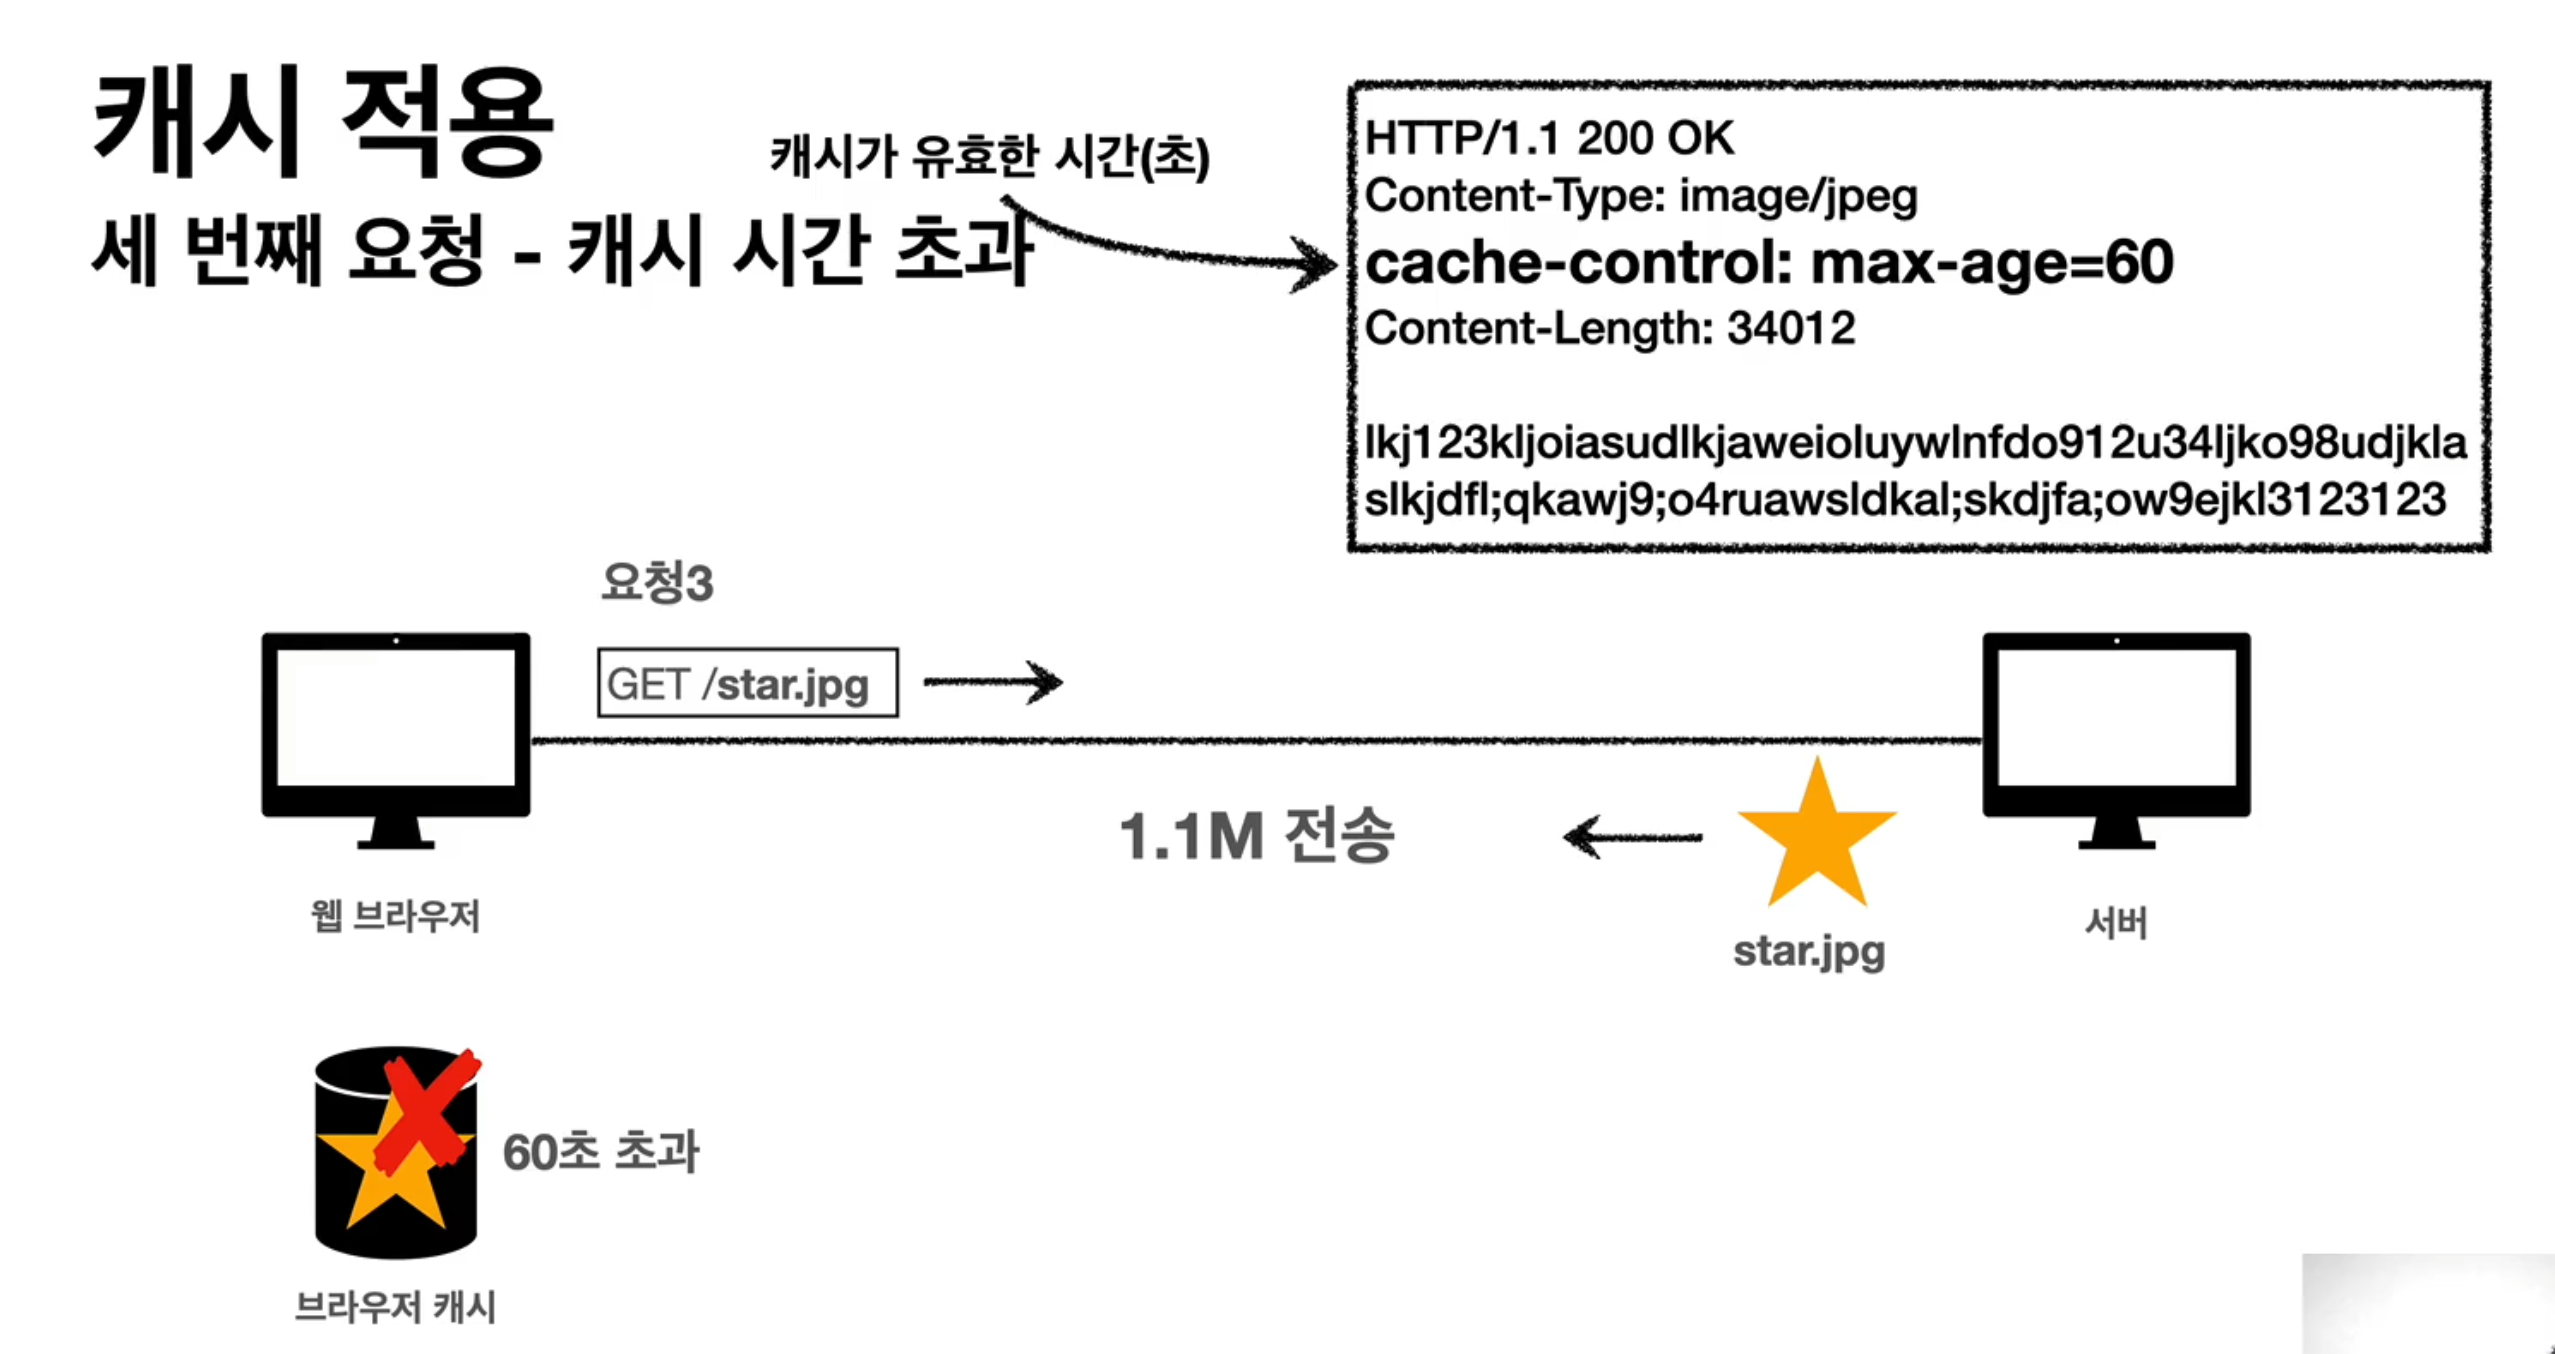 캐시 적용
세 번째 요청 - 캐시 시간 초과
캐시가 유효한 시간(초)
HTTP/1.1 200 OK
Content-Type: image/jpeg
cache-control: max-age=60
Content-Length: 34012
lkj123kljoiasudlkjaweioluywlnfdo912u34ljko98udjkla
slkjdfl;qkawj9;o4ruawsldkal;skdjfa;ow9ejkl3123123
요청3
GET /star.jpg
1.1M 전송
웹 브라우저
star.jpg
서버
60초 초과
브라우저 캐시